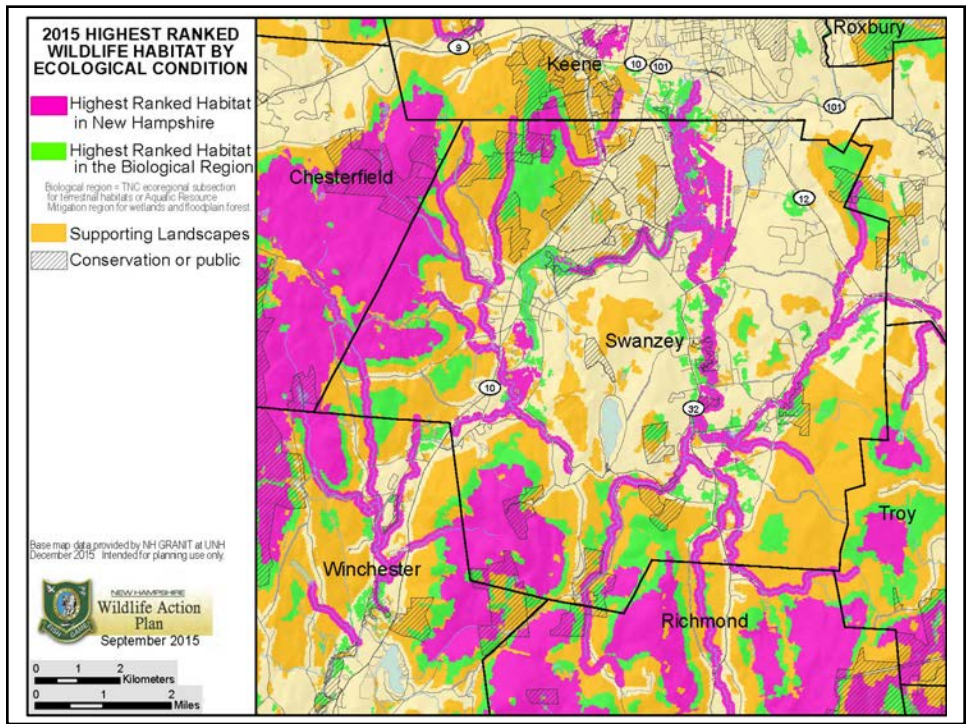 2015 HIGHEST RANKED
WILDLIFE HABITAT BY
ECOLOGICAL CONDITION
Highest Ranked Habitat
in New Hampshire
Highest Ranked Habitat
in the Biological Region
Biological region = TNC ecoregional subsection
for terrestrial habitats or Aquatic Resource
Mitigation region for wetlands and floodplain forest
Supporting Landscapes
Conservation or public
Base map data provided by NH GRANIT at UNH
December 2015 Intended for planning use only.
FISH GAME
NEW HAMPSHIRE
Wildlife Action
Plan
September 2015
0 1 2
Kilometers
0 1 2
Miles
Roxbury
9
Keene
10
101
101
Chesterfield
12
Swanzey
10
32
Troy
Winchester
Richmond